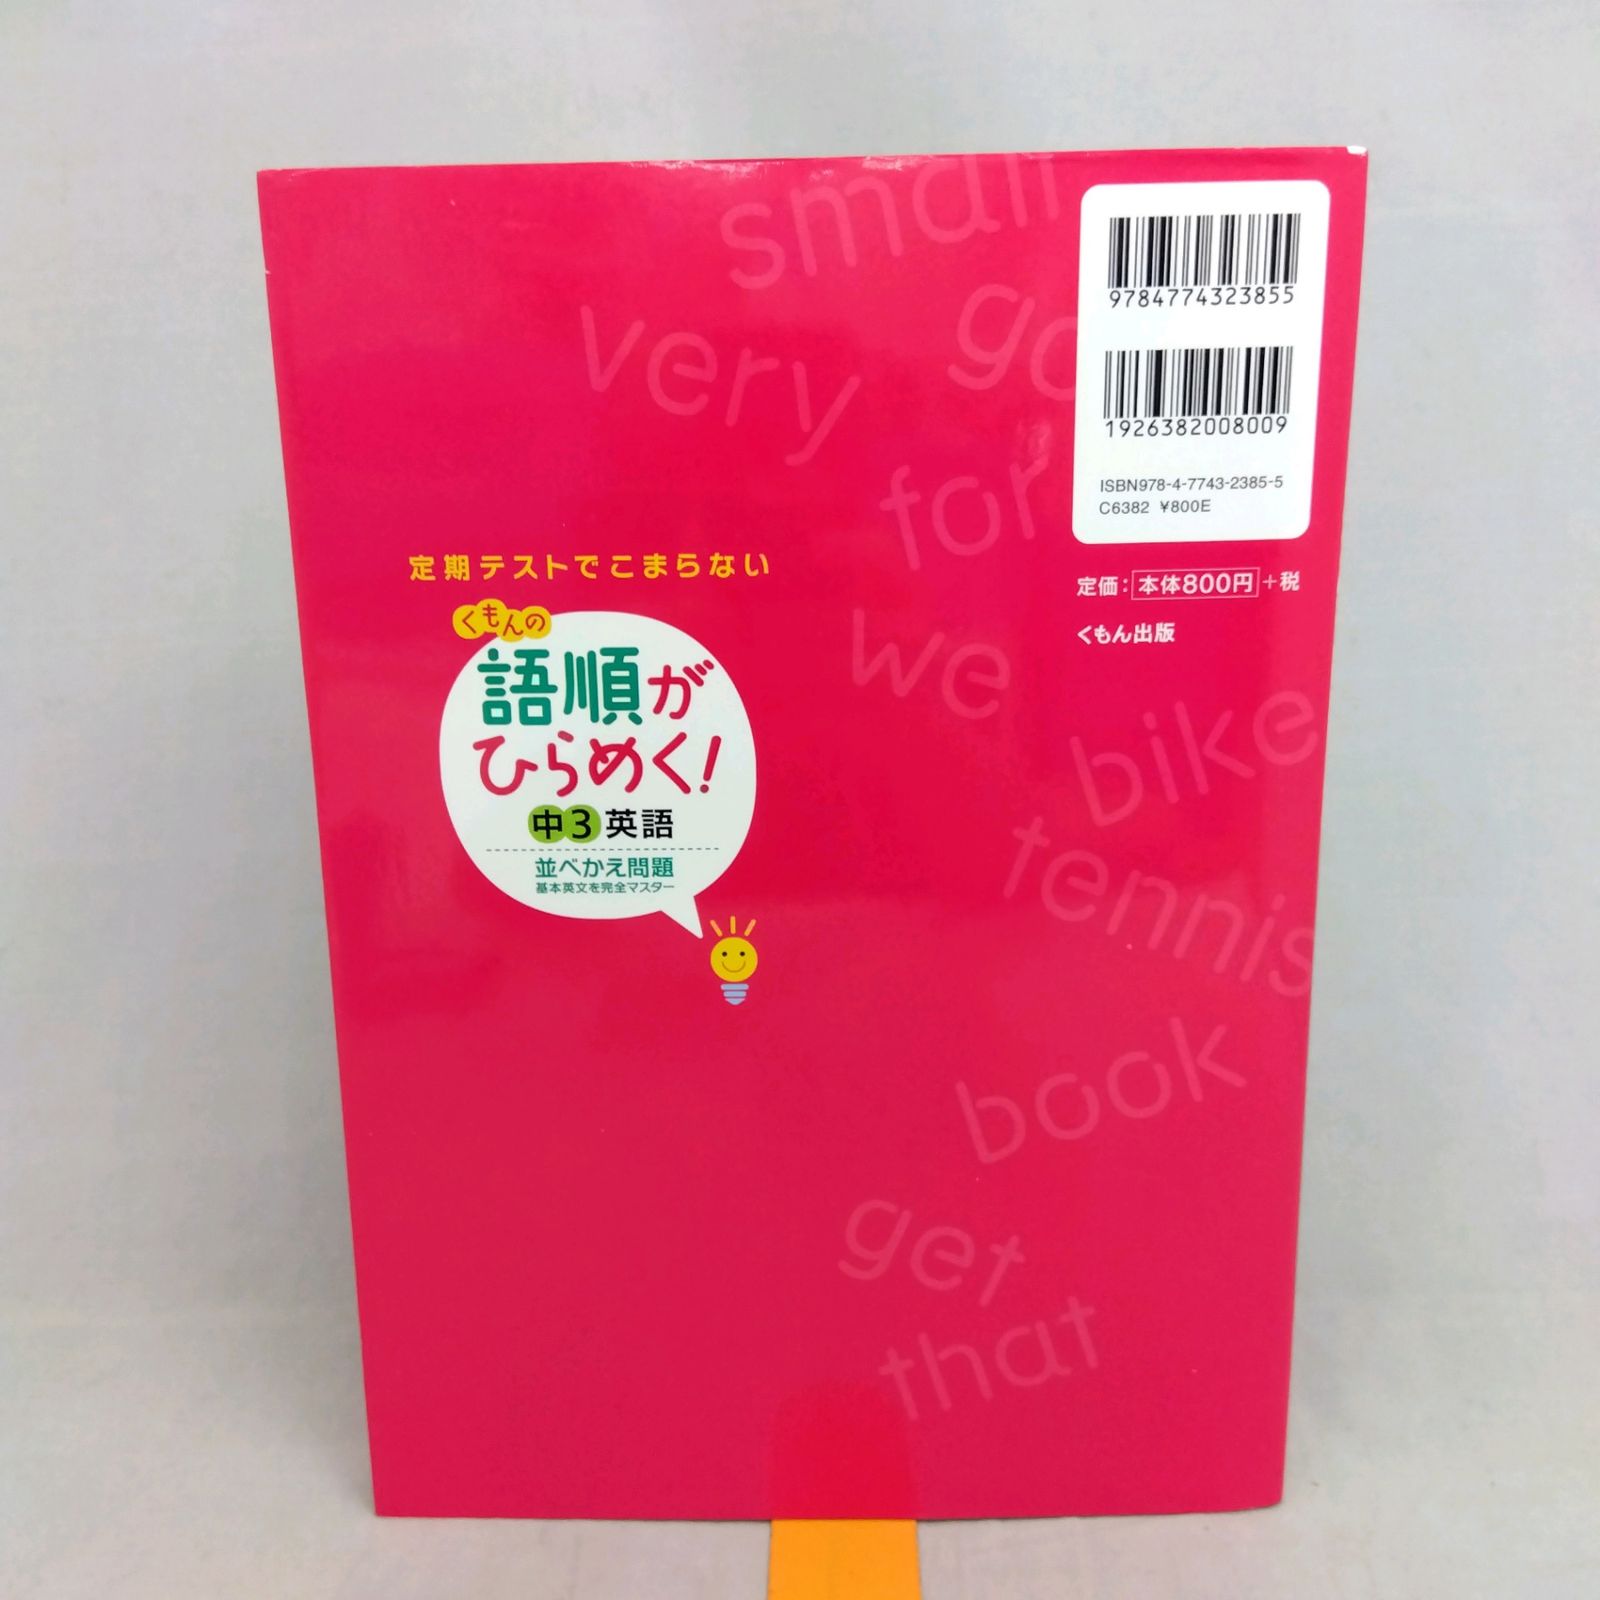 small
go
very
for
we
bike
tennis
book
get
that
9784774323855
1926382008009
ISBN978-4-7743-2385-5
C6382 ¥800E
定価:本体800円+税
くもん出版
定期テストでこまらない
くもんの
語順が
ひらめく!
中3英語
並べかえ問題
基本英文を完全マスター